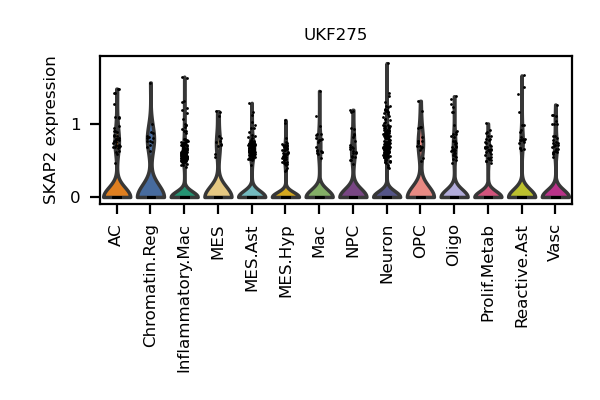 UKF275
SKAP2 expression
1
0
AC
Chromatin.Reg
Inflammatory.Mac
MES
MES.Ast
MES.Hyp
Mac
NPC
Neuron
OPC
Oligo
Prolif.Metab
Reactive.Ast
Vasc